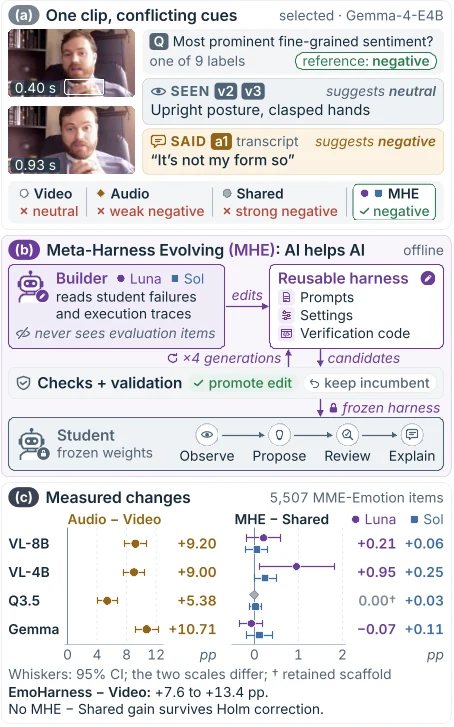 (a) One clip, conflicting cues selected · Gemma-4-E4B
0.40 s
0.93 s
Q Most prominent fine-grained sentiment?
one of 9 labels reference: negative
SEEN v2 v3 suggests neutral
Upright posture, clasped hands
SAID a1 transcript suggests negative
“It’s not my form so”
Video Audio Shared MHE
× neutral × weak negative × strong negative ✓ negative
(b) Meta-Harness Evolving (MHE): AI helps AI offline
Builder Luna Sol
reads student failures
and execution traces
never sees evaluation items
edits
Reusable harness
Prompts
Settings
Verification code
×4 generations candidates
Checks + validation ✓ promote edit keep incumbent
frozen harness
Student
frozen weights
Observe Propose Review Explain
(c) Measured changes 5,507 MME-Emotion items
Audio – Video MHE – Shared Luna Sol
VL-8B +9.20 +0.21 +0.06
VL-4B +9.00 +0.95 +0.25
Q3.5 +5.38 0.00† +0.03
Gemma +10.71 −0.07 +0.11
0 4 8 12 pp 0 1 2 pp
Whiskers: 95% CI; the two scales differ; † retained scaffold
EmoHarness – Video: +7.6 to +13.4 pp.
No MHE – Shared gain survives Holm correction.